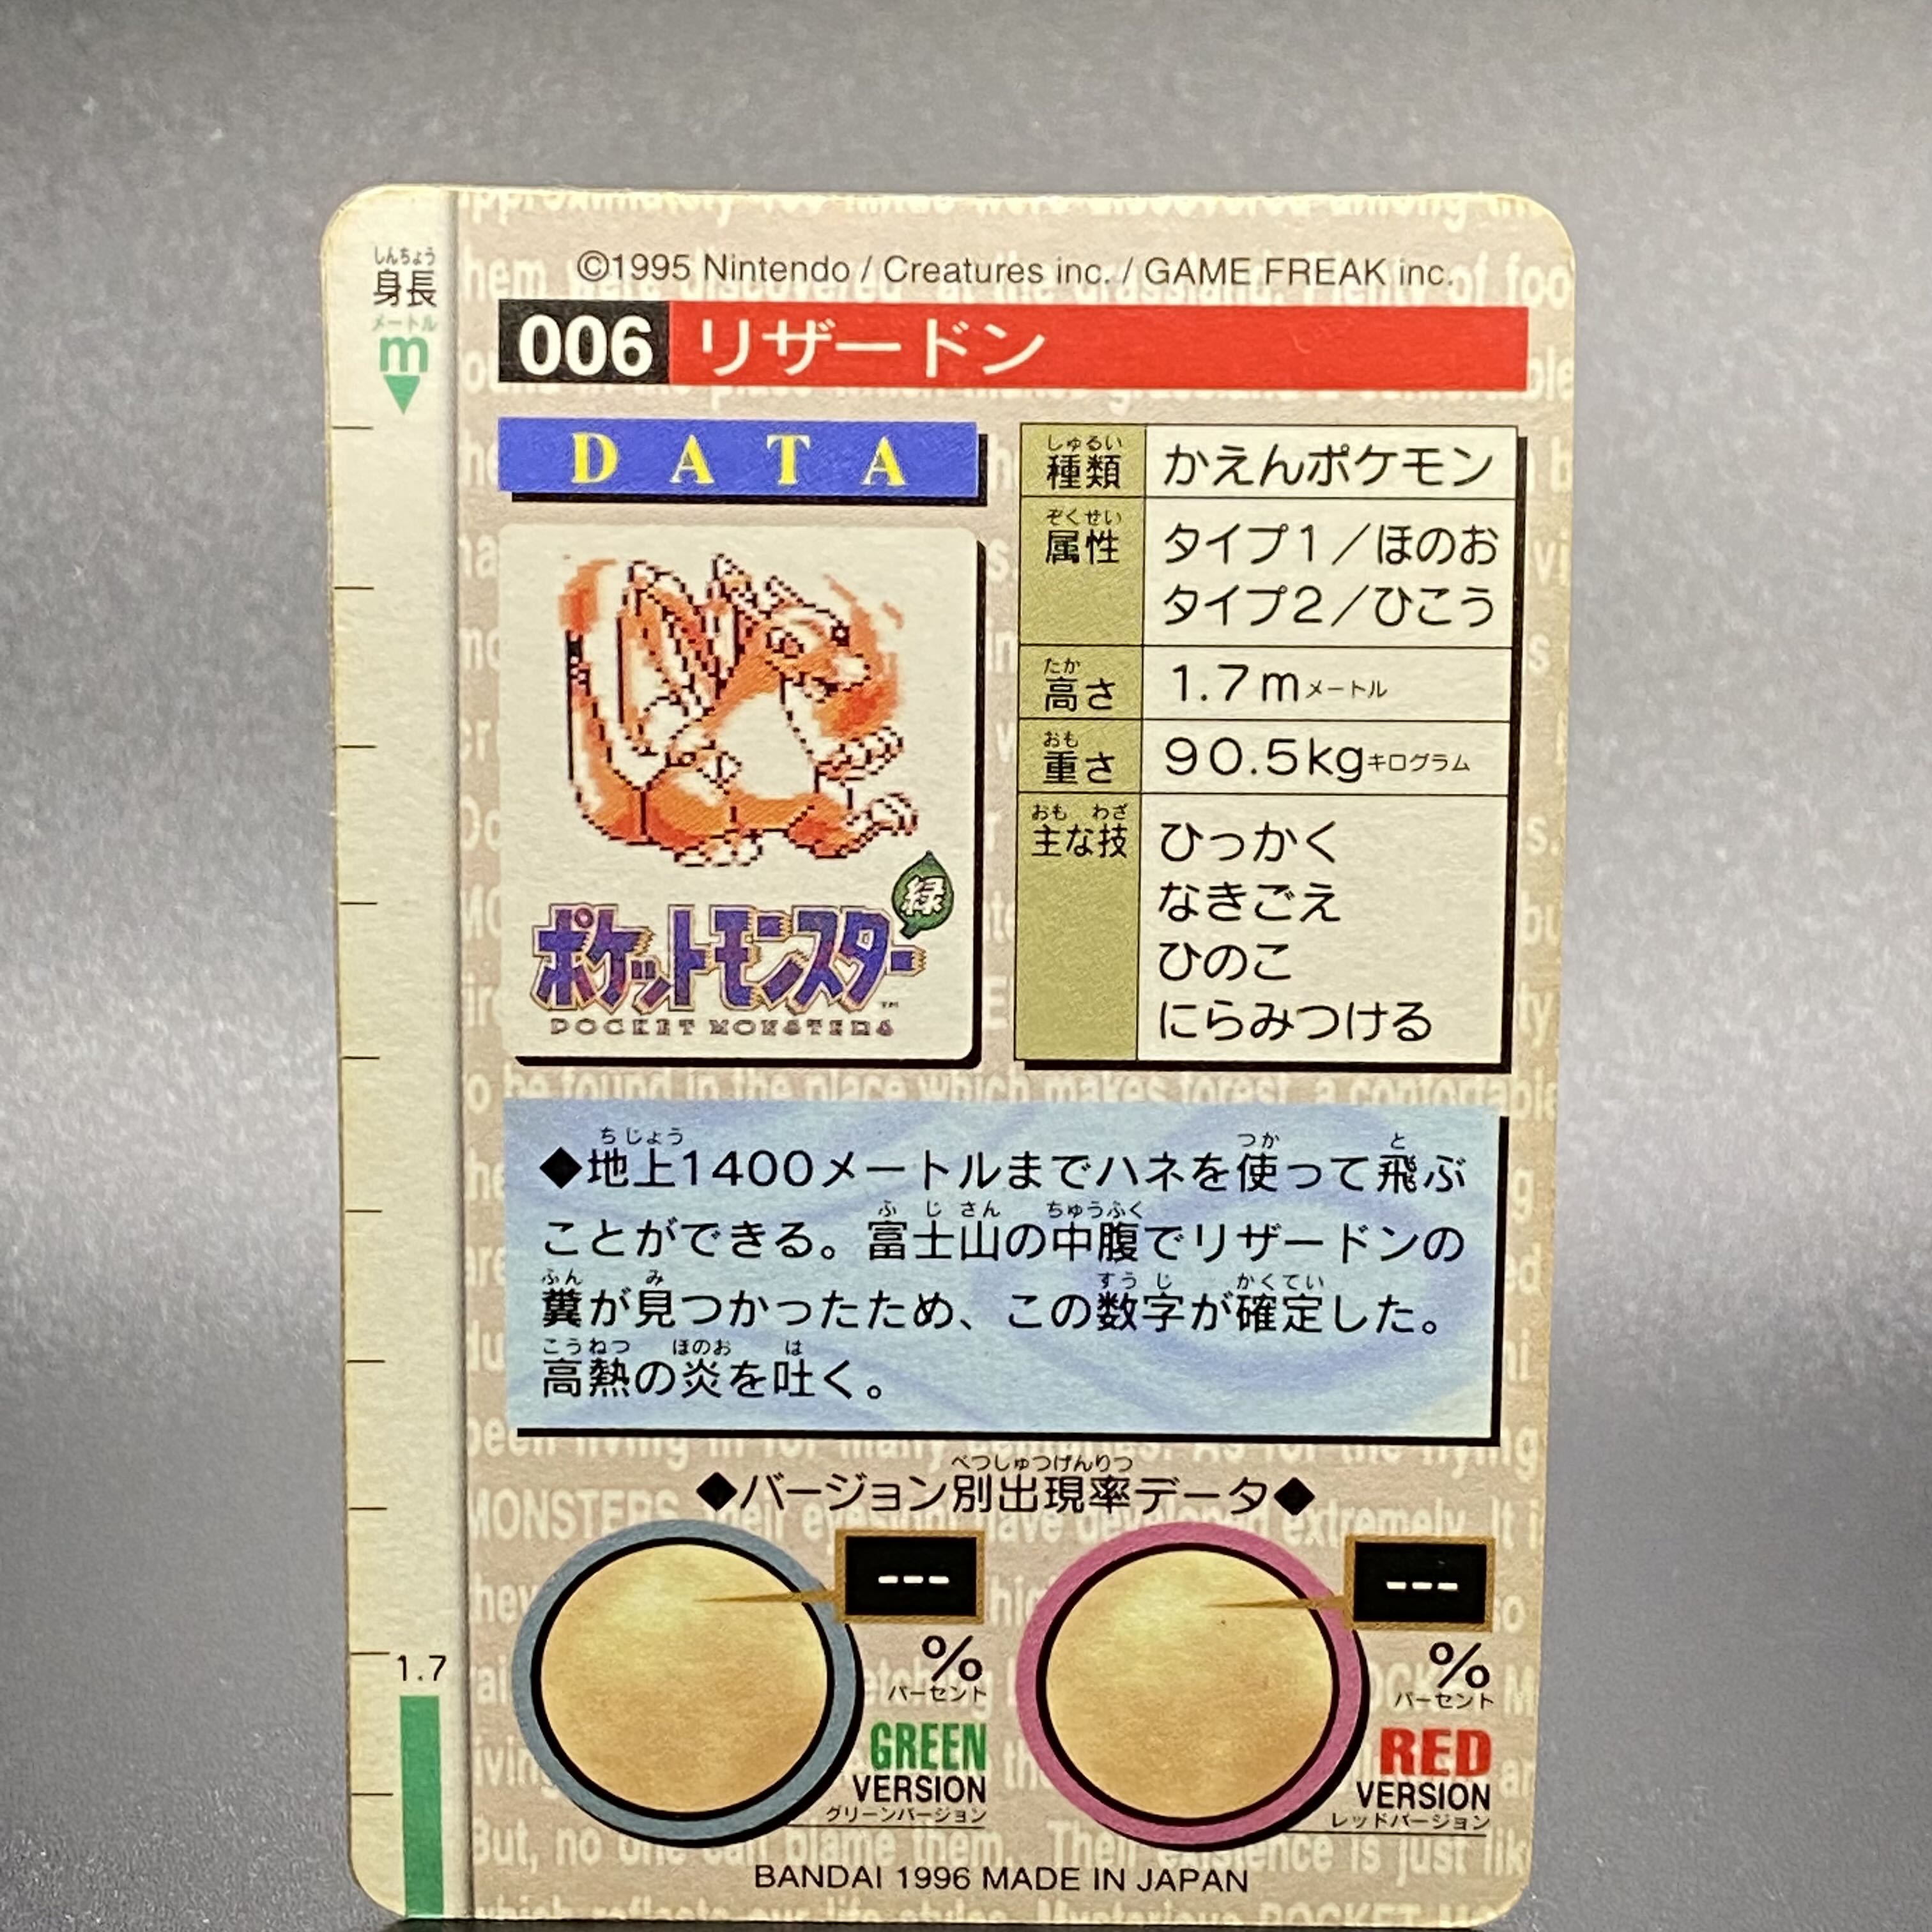 ©1995 Nintendo / Creatures inc. / GAME FREAK inc.
しんちょう
身長
メートル
m
006 リザードン
DATA
緑
ポケットモンスター™
POCKET MONSTERS
しゅるい
種類 かえんポケモン
ぞくせい
属性 タイプ1/ほのお
タイプ2/ひこう
たか
高さ 1.7mメートル
おも
重さ 90.5kgキログラム
おも わざ
主な技 ひっかく
なきごえ
ひのこ
にらみつける
ちじょう つか と
◆地上1400メートルまでハネを使って飛ぶ
ふ じ さん ちゅうふく
ことができる。富士山の中腹でリザードンの
ふん み すうじ かくてい
糞が見つかったため、この数字が確定した。
こうねつ ほのお は
高熱の炎を吐く。
べつしゅつげんりつ
◆バージョン別出現率データ◆
---
%
パーセント
GREEN
VERSION
グリーンバージョン
---
%
パーセント
RED
VERSION
レッドバージョン
1.7
BANDAI 1996 MADE IN JAPAN